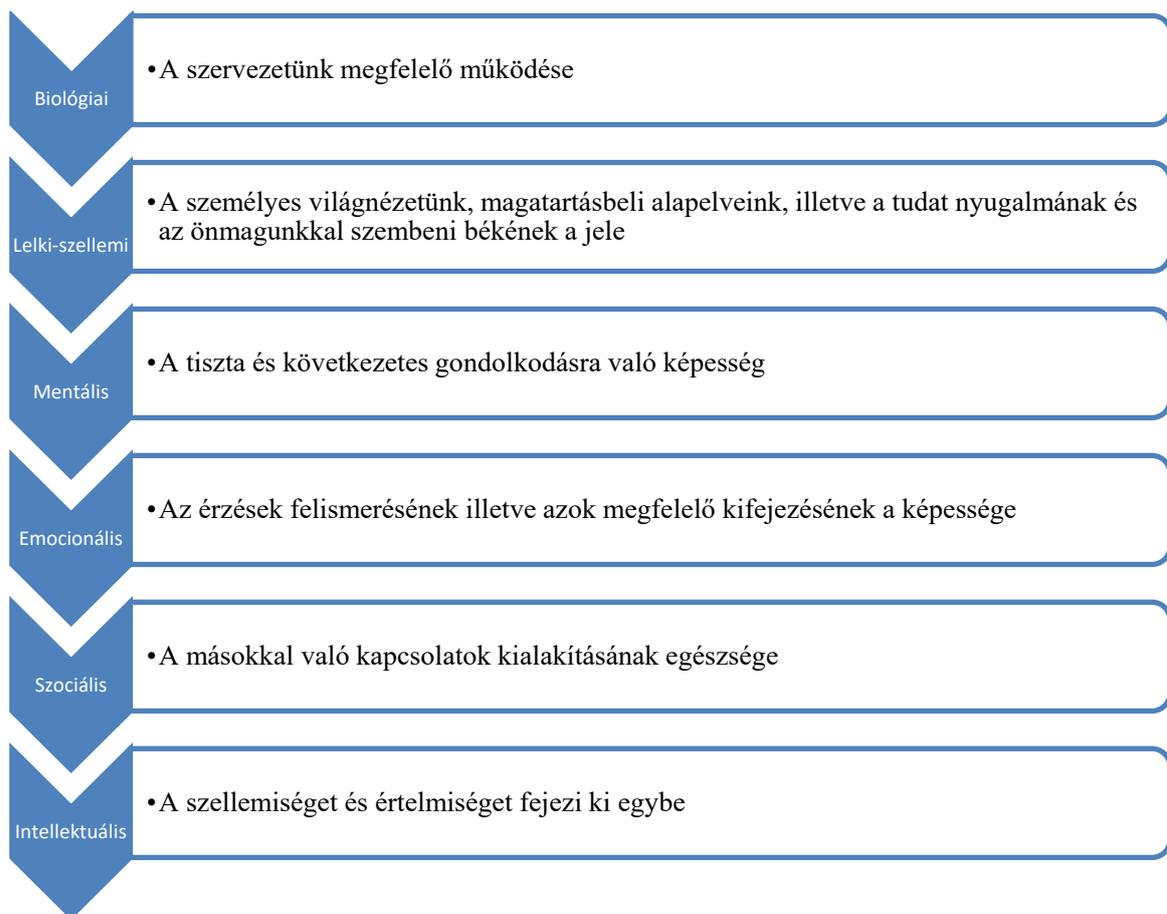 Biológiai
•A szervezetünk megfelelő működése
Lelki-szellemi
•A személyes világnézetünk, magatartásbeli alapelveink, illetve a tudat nyugalmának és
az önmagunkkal szembeni békének a jele
Mentális
•A tiszta és következetes gondolkodásra való képesség
Emocionális
•Az érzések felismerésének illetve azok megfelelő kifejezésének a képessége
Szociális
•A másokkal való kapcsolatok kialakításának egészsége
Intellektuális
•A szellemiséget és értelmiséget fejezi ki egybe